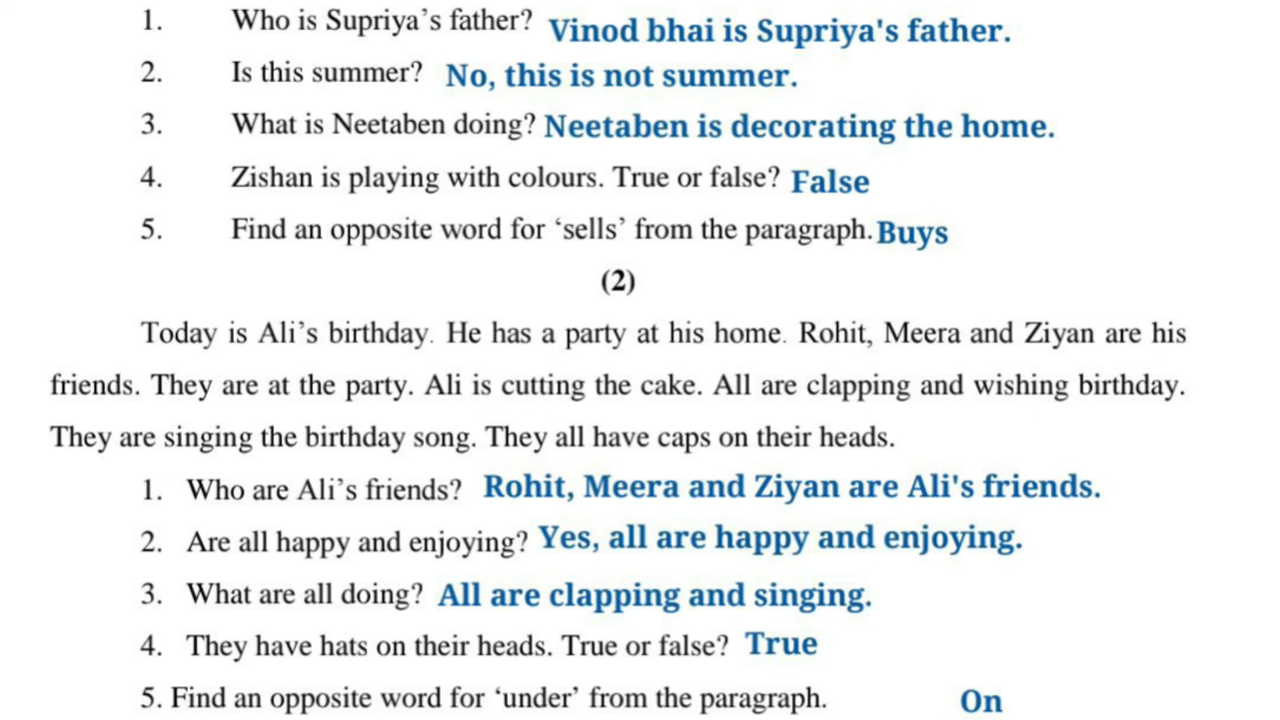 1. Who is Supriya’s father? Vinod bhai is Supriya's father.
2. Is this summer? No, this is not summer.
3. What is Neetaben doing? Neetaben is decorating the home.
4. Zishan is playing with colours. True or false? False
5. Find an opposite word for ‘sells’ from the paragraph. Buys
(2)
Today is Ali’s birthday. He has a party at his home. Rohit, Meera and Ziyan are his
friends. They are at the party. Ali is cutting the cake. All are clapping and wishing birthday.
They are singing the birthday song. They all have caps on their heads.
1. Who are Ali’s friends? Rohit, Meera and Ziyan are Ali's friends.
2. Are all happy and enjoying? Yes, all are happy and enjoying.
3. What are all doing? All are clapping and singing.
4. They have hats on their heads. True or false? True
5. Find an opposite word for ‘under’ from the paragraph. On